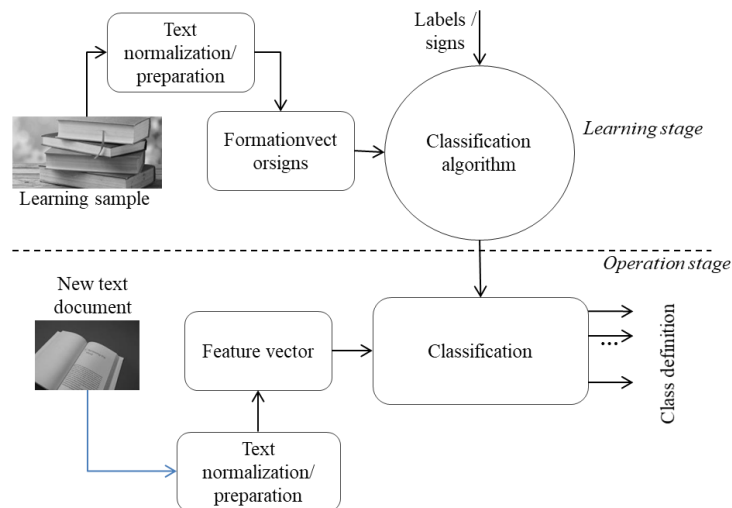 Text
normalization/
preparation
Labels /
signs
Formationvect
orsigns
Classification
algorithm
Learning stage
Learning sample
Operation stage
New text
document
Feature vector
Classification
...
Class definition
Text
normalization/
preparation